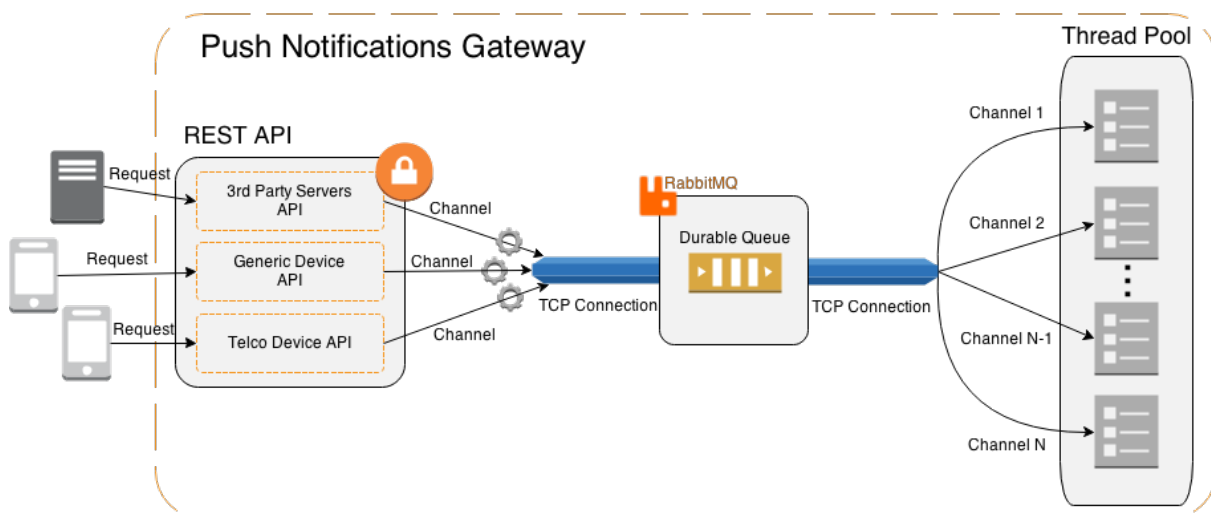 Push Notifications Gateway
Thread Pool
REST API
Request
3rd Party Servers
API
Channel
Request
Generic Device
API
Channel
Request
Telco Device API
Channel
TCP Connection
RabbitMQ
Durable Queue
TCP Connection
Channel 1
Channel 2
Channel N-1
Channel N